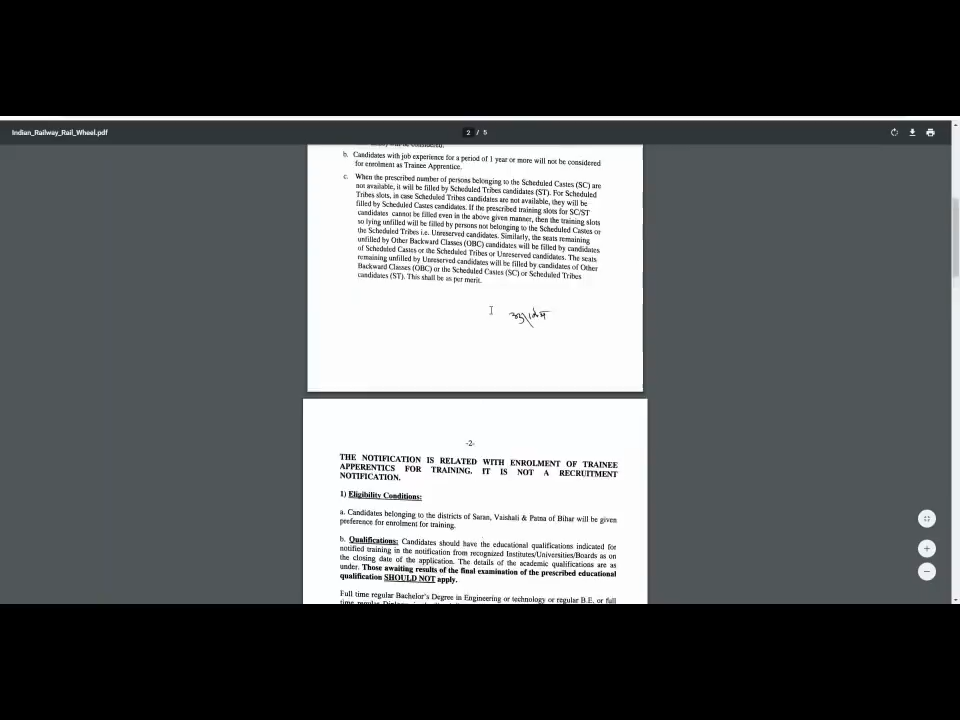 Indian_Railway_Rail_Wheel.pdf
2 / 5
b. Candidates with job experience for a period of 1 year or more will not be considered
for enrolment as Trainee Apprentice.
c. When the prescribed number of persons belonging to the Scheduled Castes (SC) are
not available, it will be filled by Scheduled Tribes candidates (ST). For Scheduled
Tribes slots, in case Scheduled Tribes candidates are not available, they will be
filled by Scheduled Castes candidates. If the prescribed training slots for SC/ST
candidates cannot be filled even in the above given manner, then the training slots
so lying unfilled will be filled by persons not belonging to the Scheduled Castes or
the Scheduled Tribes i.e. Unreserved candidates. Similarly, the seats remaining
unfilled by Other Backward Classes (OBC) candidates will be filled by candidates
of Scheduled Castes or the Scheduled Tribes or Unreserved candidates. The seats
remaining unfilled by Unreserved candidates will be filled by candidates of Other
Backward Classes (OBC) or the Scheduled Castes (SC) or Scheduled Tribes
candidates (ST). This shall be as per merit.
-2-
THE NOTIFICATION IS RELATED WITH ENROLMENT OF TRAINEE
APPERENTICS FOR TRAINING. IT IS NOT A RECRUITMENT
NOTIFICATION.
1) Eligibility Conditions:
a. Candidates belonging to the districts of Saran, Vaishali & Patna of Bihar will be given
preference for enrolment for training.
b. Qualifications: Candidates should have the educational qualifications indicated for
notified training in the notification from recognized Institutes/Universities/Boards as on
the closing date of the application. The details of the academic qualifications are as
under. Those awaiting results of the final examination of the prescribed educational
qualification SHOULD NOT apply.
Full time regular Bachelor's Degree in Engineering or technology or regular B.E. or full